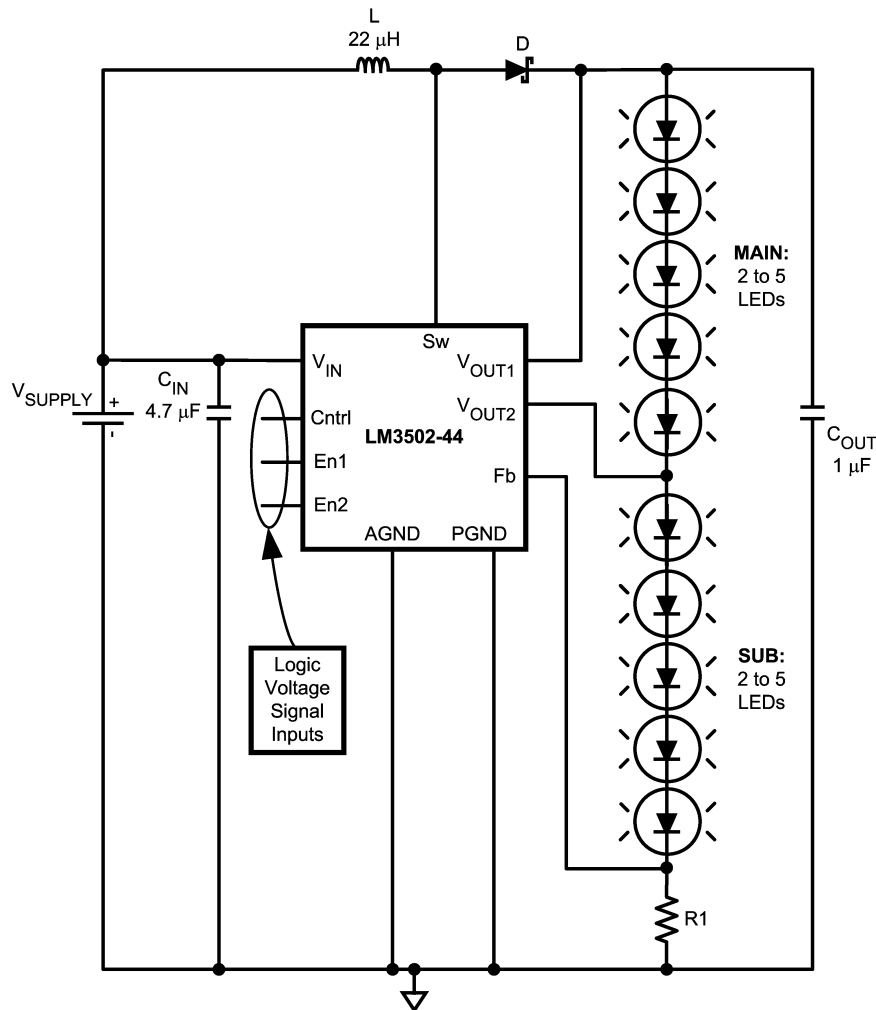 L
22 µH
D
MAIN:
2 to 5
LEDs
Sw
VIN
VOUT1
VSUPPLY
+
-
CIN
4.7 µF
VOUT2
Cntrl
LM3502-44
En1
Fb
En2
COUT
1 µF
AGND
PGND
Logic
Voltage
Signal
Inputs
SUB:
2 to 5
LEDs
R1